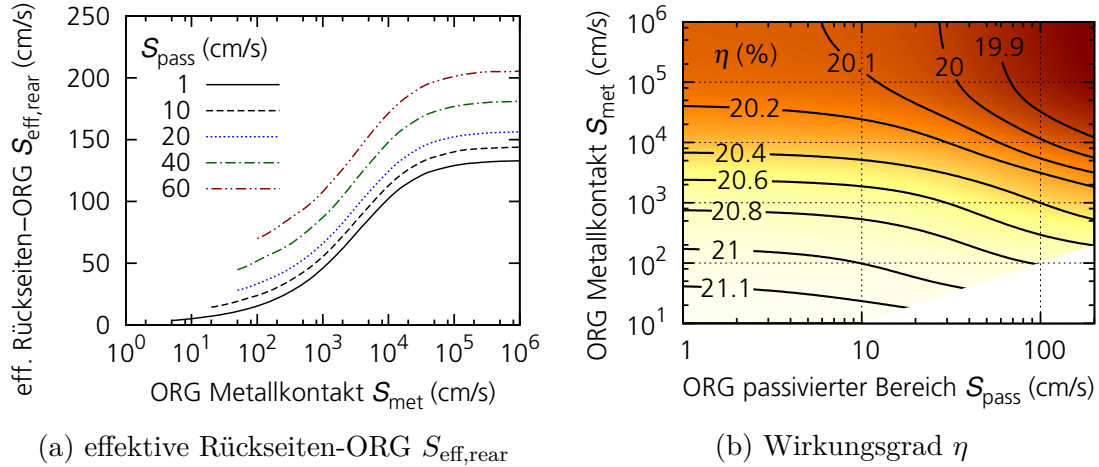 eff. Rückseiten–ORG S_eff,rear (cm/s)
250
200
150
100
50
0
S_pass (cm/s)
1
10
20
40
60
10^0 10^1 10^2 10^3 10^4 10^5 10^6
ORG Metallkontakt S_met (cm/s)
(a) effektive Rückseiten-ORG S_eff,rear
ORG Metallkontakt S_met (cm/s)
10^6
10^5
10^4
10^3
10^2
10^1
η (%)
19.9
20
20.1
20.2
20.4
20.6
20.8
21
21.1
1 10 100
ORG passivierter Bereich S_pass (cm/s)
(b) Wirkungsgrad η